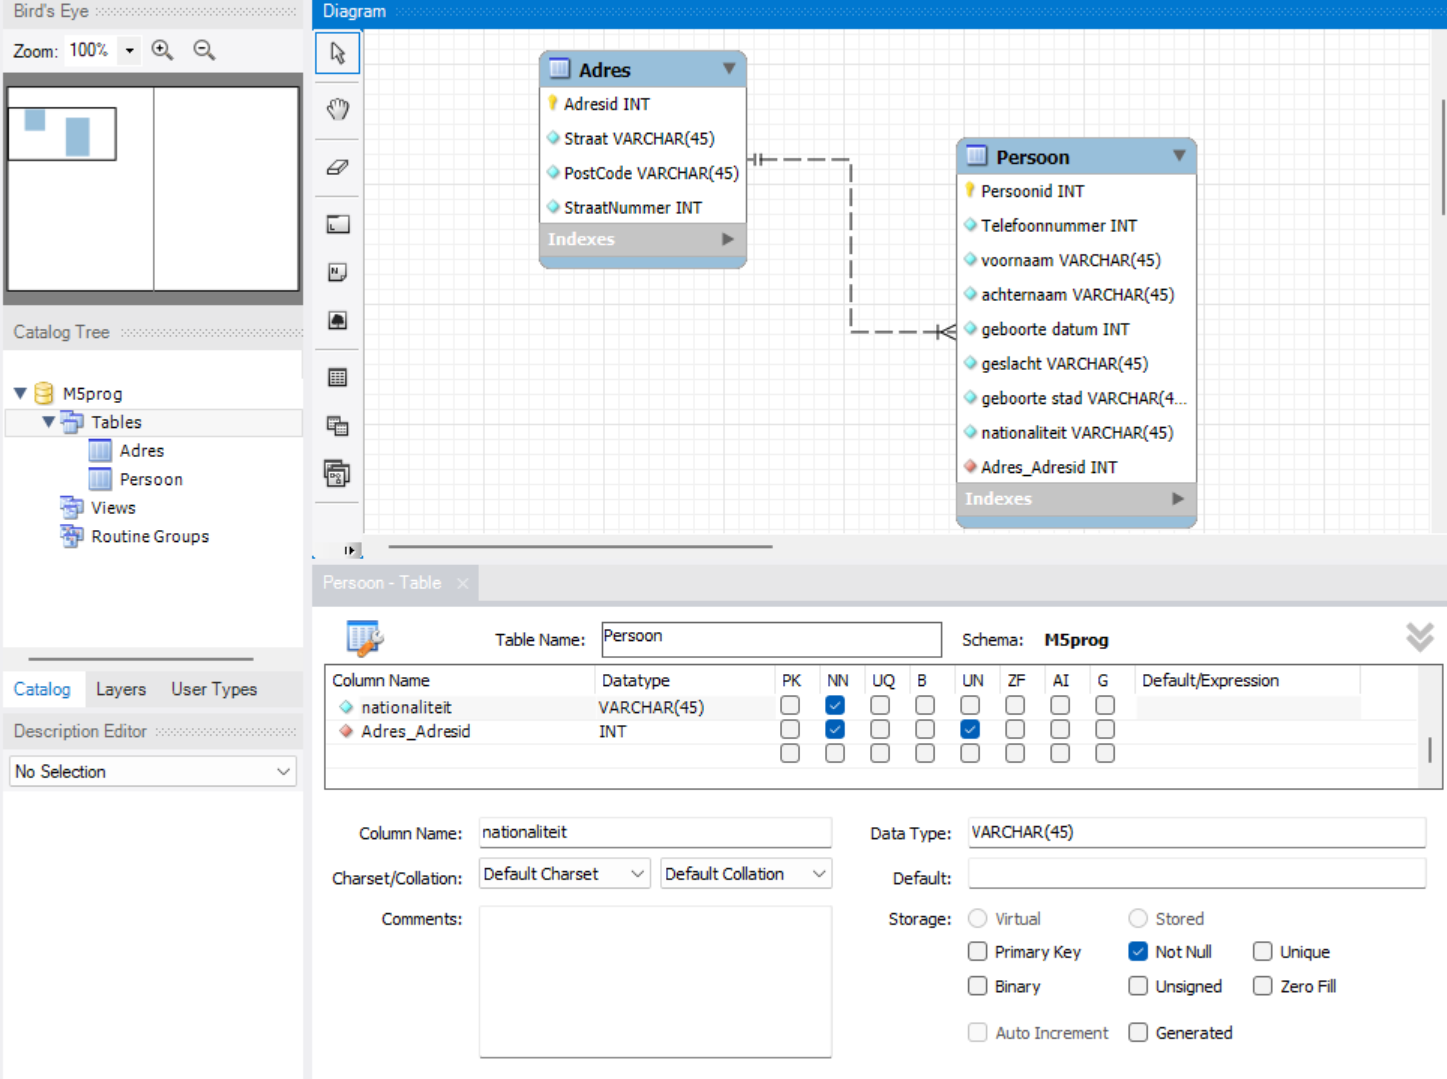 Bird's Eye
Zoom: 100%
Catalog Tree
M5prog
Tables
Adres
Persoon
Views
Routine Groups
Catalog Layers User Types
Description Editor
No Selection
Diagram
Adres
Adresid INT
Straat VARCHAR(45)
PostCode VARCHAR(45)
StraatNummer INT
Indexes
Persoon
Persoonid INT
Telefoonnummer INT
voornaam VARCHAR(45)
achternaam VARCHAR(45)
geboorte datum INT
geslacht VARCHAR(45)
geboorte stad VARCHAR(4...
nationaliteit VARCHAR(45)
Adres_Adresid INT
Indexes
Persoon - Table
Table Name: Persoon Schema: M5prog
Column Name Datatype PK NN UQ B UN ZF AI G Default/Expression
nationaliteit VARCHAR(45)
Adres_Adresid INT
Column Name: nationaliteit Data Type: VARCHAR(45)
Charset/Collation: Default Charset Default Collation Default:
Comments: Storage: Virtual Stored
Primary Key Not Null Unique
Binary Unsigned Zero Fill
Auto Increment Generated